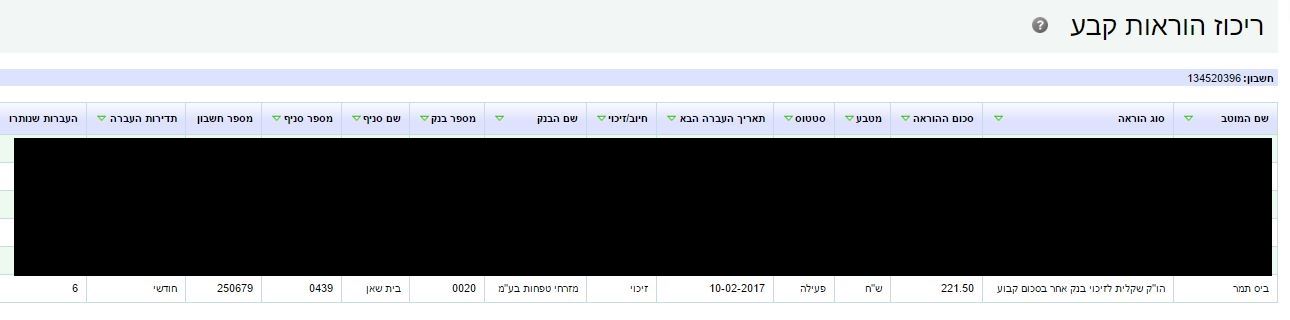 ריכוז הוראות קבע ?
חשבון: 134520396
שם המוטב סוג הוראה סכום ההוראה מטבע סטטוס תאריך העברה הבא חיוב/זיכוי שם הבנק מספר בנק שם סניף מספר סניף מספר חשבון תדירות העברה העברות שנותרו
ביס תמר הו"ק שקלית לזיכוי בנק אחר בסכום קבוע 221.50 ש"ח פעילה 10-02-2017 זיכוי מזרחי טפחות בע"מ 0020 בית שאן 0439 250679 חודשי 6